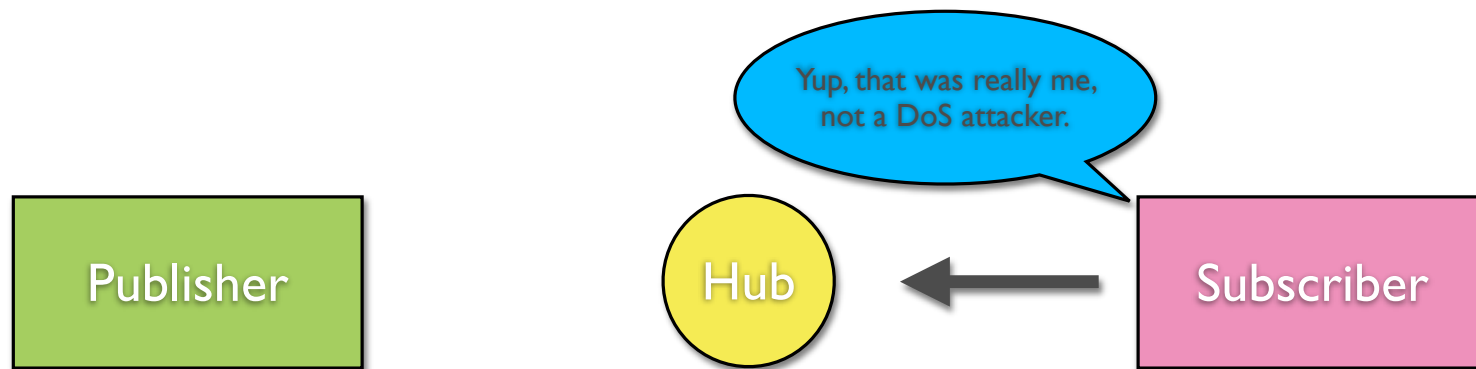 Yup, that was really me,
not a DoS attacker.
Publisher
Hub
Subscriber